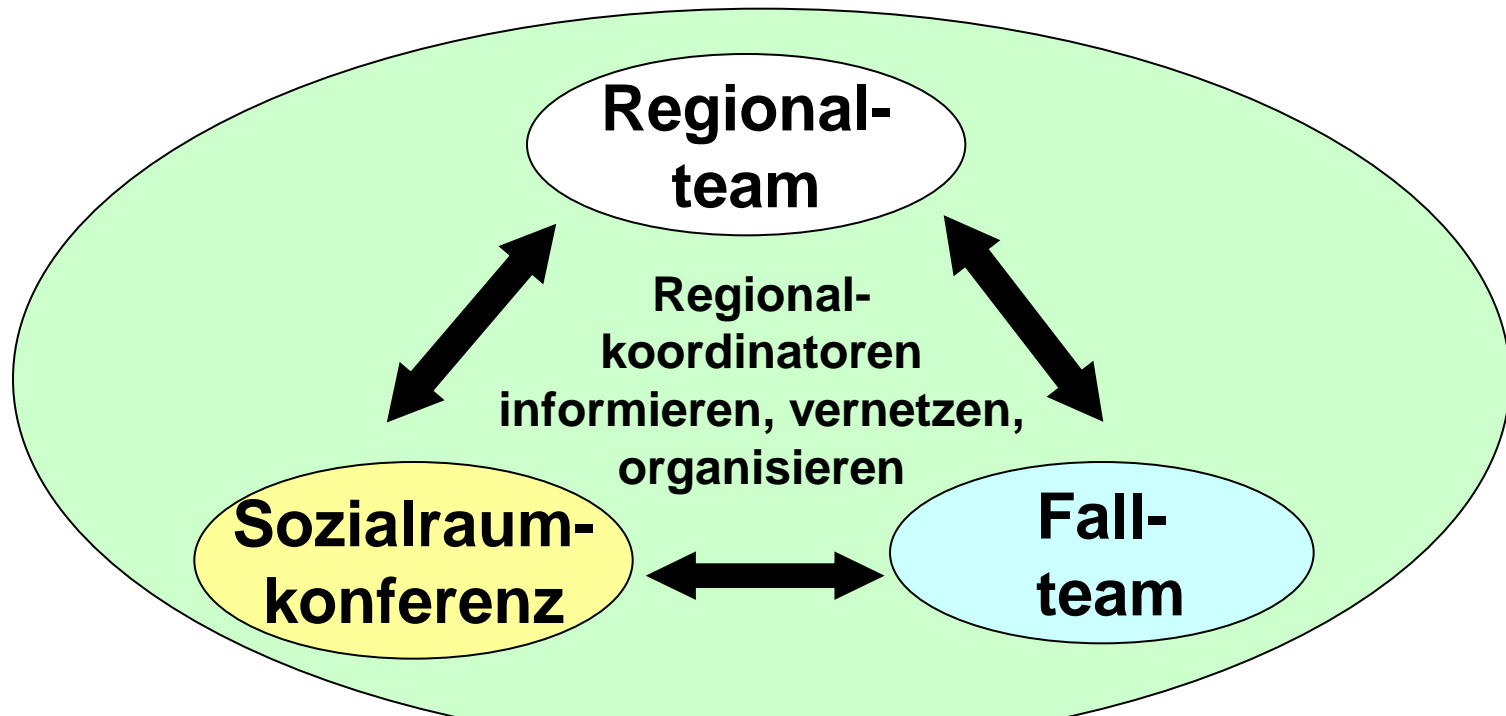 Regional-
team
Regional-
koordinatoren
informieren, vernetzen,
organisieren
Sozialraum-
konferenz
Fall-
team